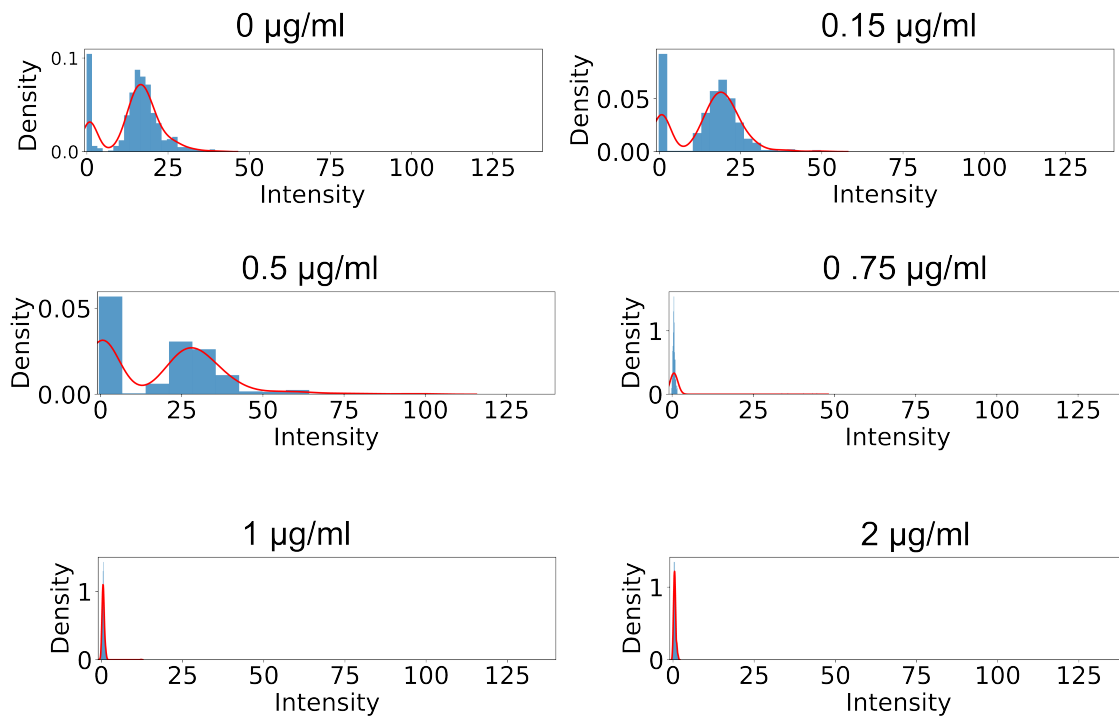 0 µg/ml
0.1
0.0
Density
0 25 50 75 100 125
Intensity
0.15 µg/ml
0.05
0.00
Density
0 25 50 75 100 125
Intensity
0.5 µg/ml
0.05
0.00
Density
0 25 50 75 100 125
Intensity
0 .75 µg/ml
1
0
Density
0 25 50 75 100 125
Intensity
1 µg/ml
1
0
Density
0 25 50 75 100 125
Intensity
2 µg/ml
1
0
Density
0 25 50 75 100 125
Intensity